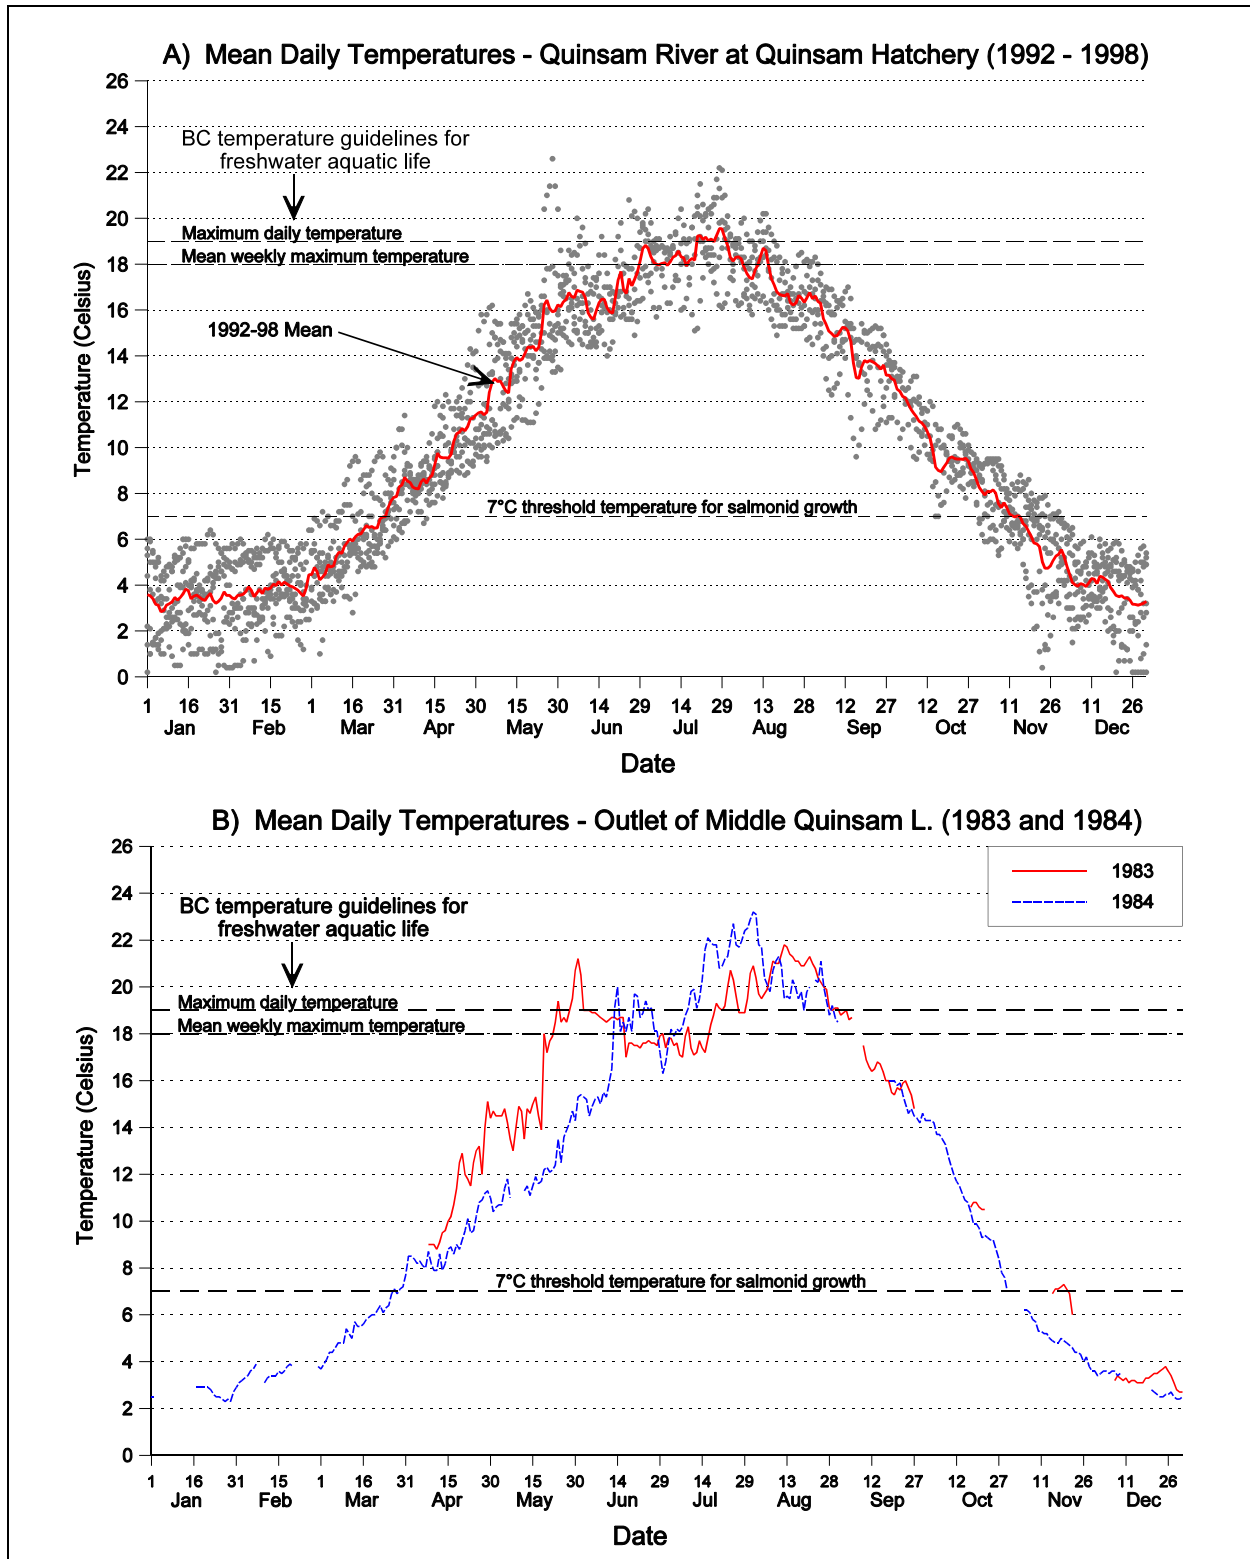 A)  Mean Daily Temperatures - Quinsam River at Quinsam Hatchery (1992 - 1998)
26
24
22
20
18
16
14
12
10
8
6
4
2
0
Temperature (Celsius)
BC temperature guidelines for
freshwater aquatic life
Maximum daily temperature
Mean weekly maximum temperature
1992-98 Mean
7°C threshold temperature for salmonid growth
1 16 31 15 1 16 31 15 30 15 30 14 29 14 29 13 28 12 27 12 27 11 26 11 26
Jan Feb Mar Apr May Jun Jul Aug Sep Oct Nov Dec
Date
B)  Mean Daily Temperatures - Outlet of Middle Quinsam L. (1983 and 1984)
26
24
22
20
18
16
14
12
10
8
6
4
2
0
Temperature (Celsius)
1983
1984
BC temperature guidelines for
freshwater aquatic life
Maximum daily temperature
Mean weekly maximum temperature
7°C threshold temperature for salmonid growth
1 16 31 15 1 16 31 15 30 15 30 14 29 14 29 13 28 12 27 12 27 11 26 11 26
Jan Feb Mar Apr May Jun Jul Aug Sep Oct Nov Dec
Date